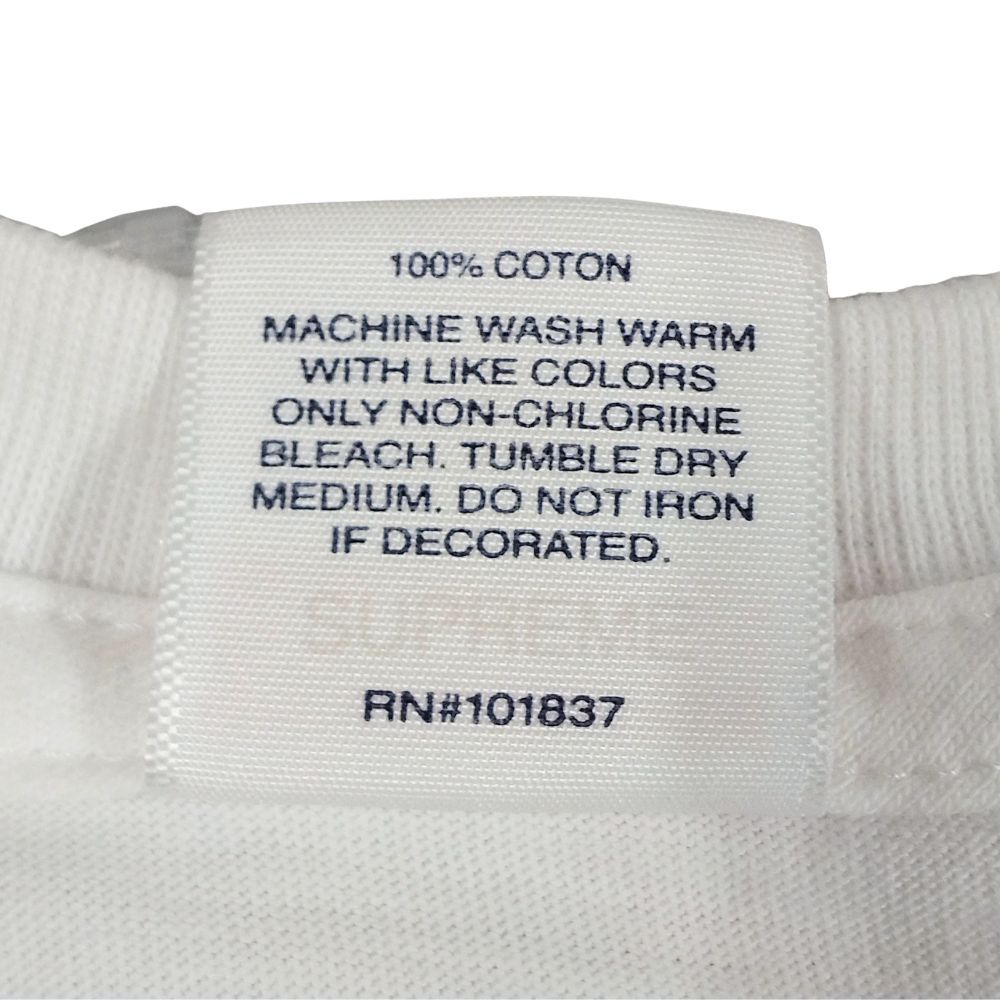 100% COTON
MACHINE WASH WARM
WITH LIKE COLORS
ONLY NON-CHLORINE
BLEACH. TUMBLE DRY
MEDIUM. DO NOT IRON
IF DECORATED.
SUPREME
RN#101837